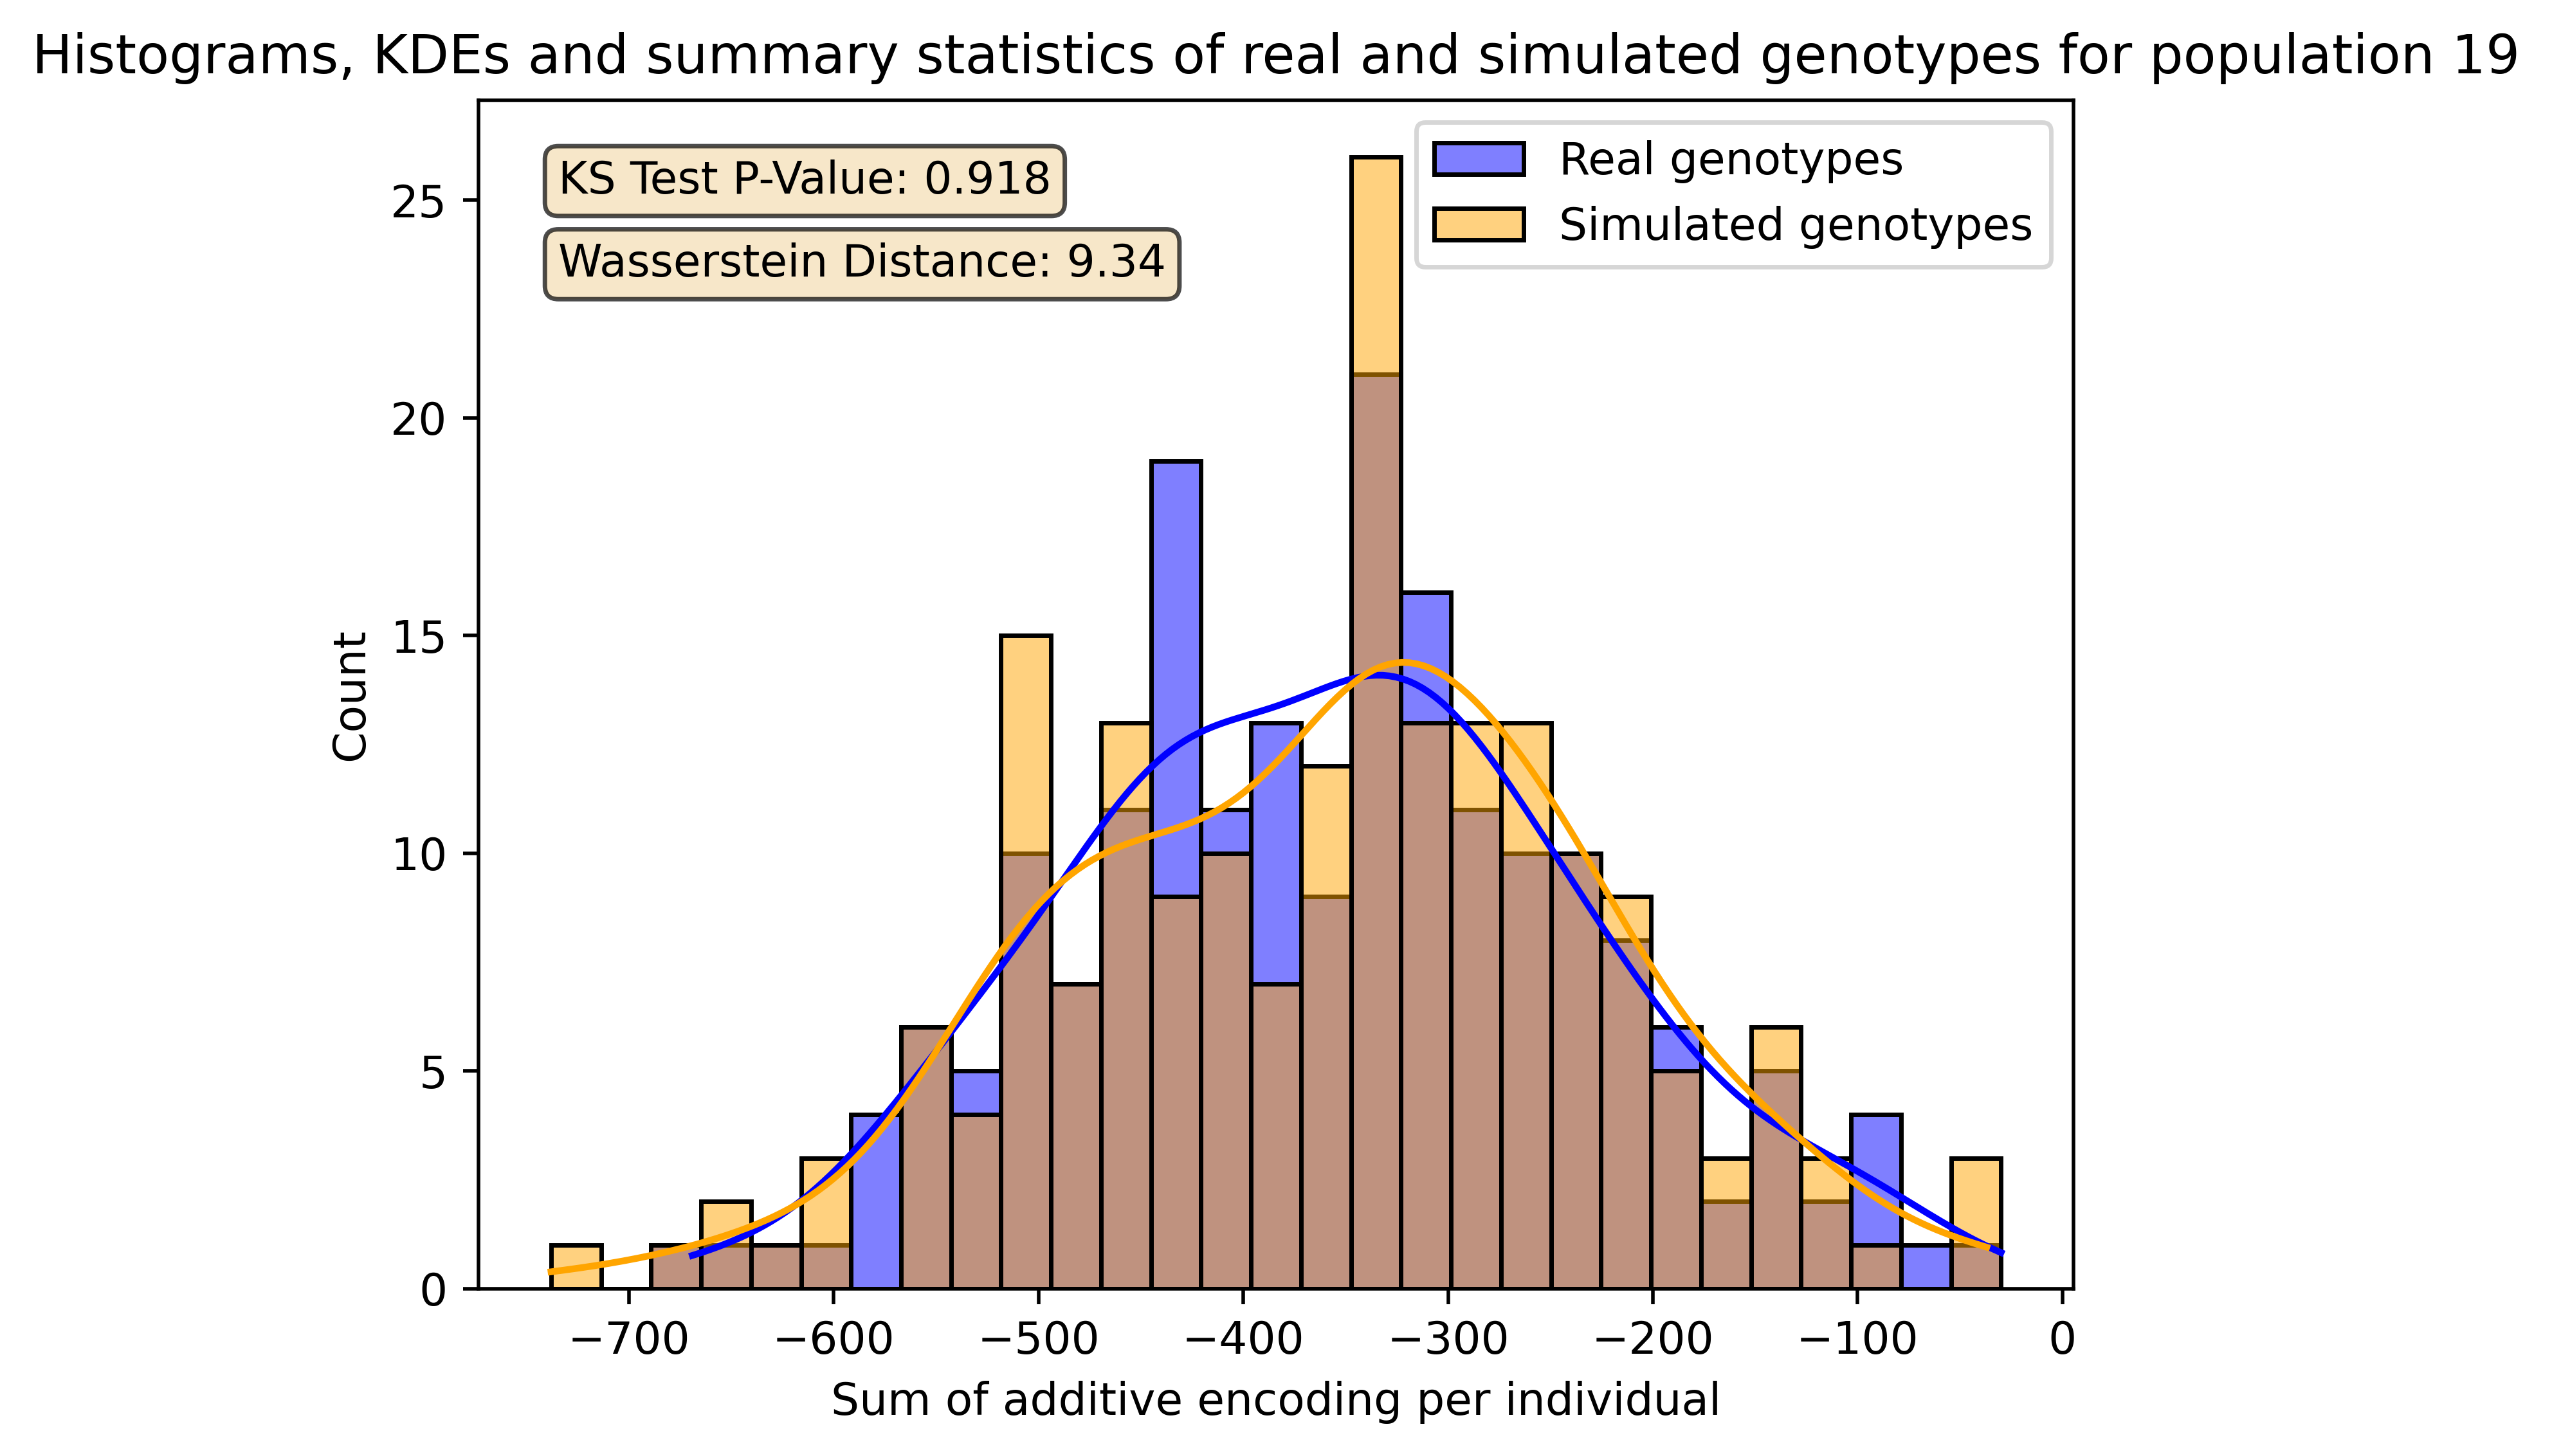 Histograms, KDEs and summary statistics of real and simulated genotypes for population 19
KS Test P-Value: 0.918
Wasserstein Distance: 9.34
Real genotypes
Simulated genotypes
Count
25
20
15
10
5
0
−700 −600 −500 −400 −300 −200 −100 0
Sum of additive encoding per individual